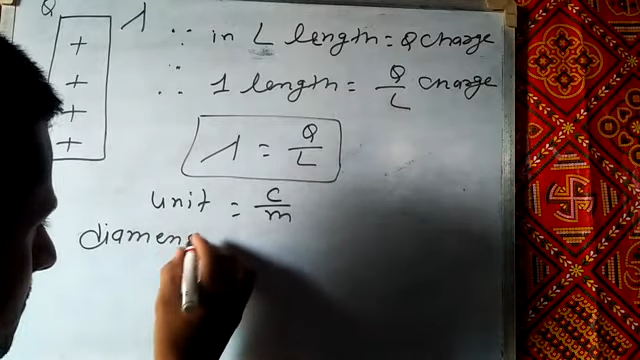 Q λ ∵ in L length = Q charge
∴ 1 length = Q/L charge
λ = Q/L
unit = C/m
diamen